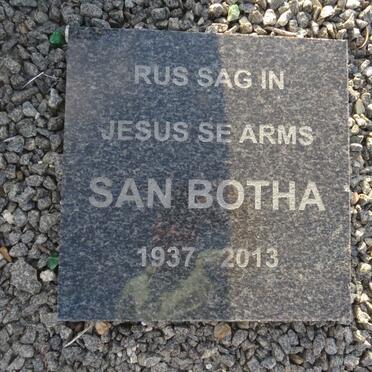 RUS SAG IN
JESUS SE ARMS
SAN BOTHA
1937 2013